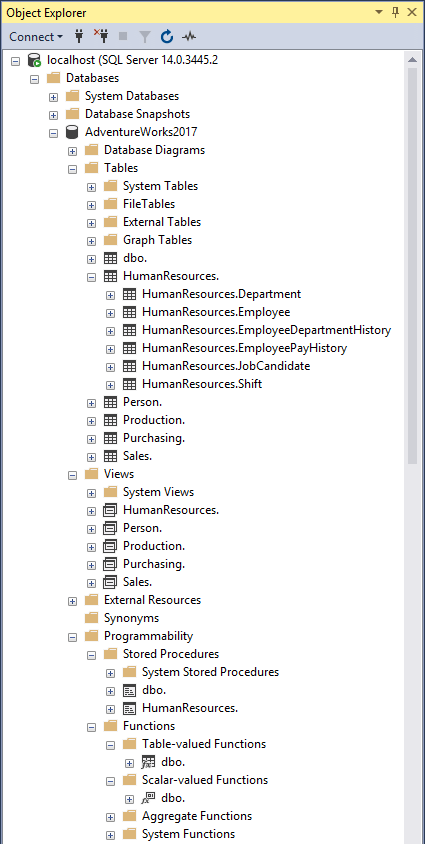 Object Explorer
Connect
localhost (SQL Server 14.0.3445.2
Databases
System Databases
Database Snapshots
AdventureWorks2017
Database Diagrams
Tables
System Tables
FileTables
External Tables
Graph Tables
dbo.
HumanResources.
HumanResources.Department
HumanResources.Employee
HumanResources.EmployeeDepartmentHistory
HumanResources.EmployeePayHistory
HumanResources.JobCandidate
HumanResources.Shift
Person.
Production.
Purchasing.
Sales.
Views
System Views
HumanResources.
Person.
Production.
Purchasing.
Sales.
External Resources
Synonyms
Programmability
Stored Procedures
System Stored Procedures
dbo.
HumanResources.
Functions
Table-valued Functions
dbo.
Scalar-valued Functions
dbo.
Aggregate Functions
System Functions